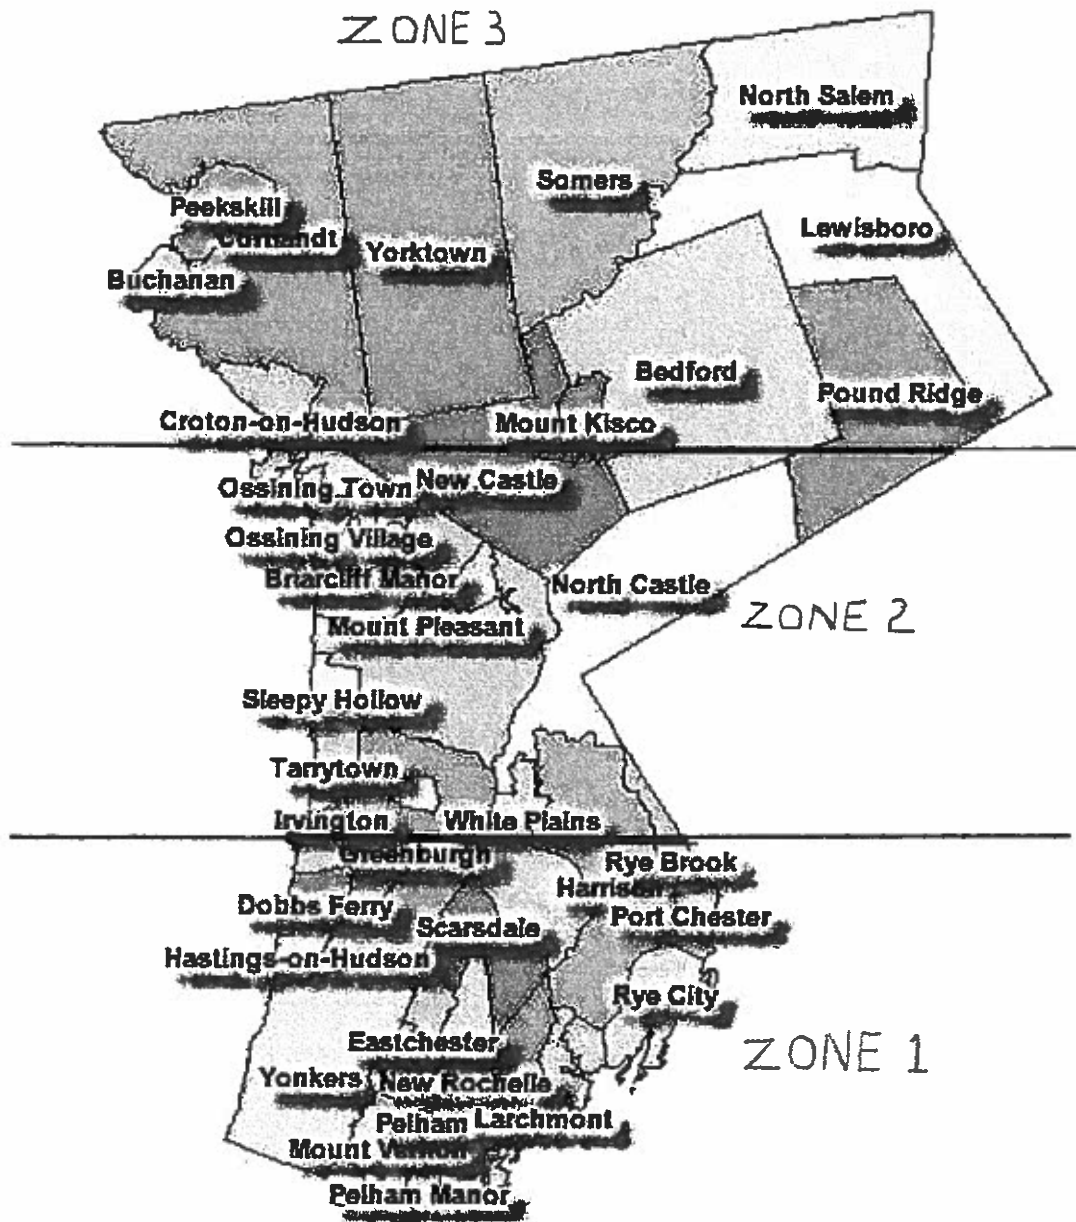 ZONE 3
North Salem
Somers
Peekskill
Lewisboro
Cortlandt
Yorktown
Buchanan
Bedford
Pound Ridge
Croton-on-Hudson
Mount Kisco
New Castle
Ossining Town
Ossining Village
Briarcliff Manor
North Castle
ZONE 2
Mount Pleasant
Sleepy Hollow
Tarrytown
Irvington
White Plains
Greenburgh
Rye Brook
Harrison
Dobbs Ferry
Port Chester
Scarsdale
Hastings-on-Hudson
Rye City
Eastchester
ZONE 1
Yonkers
New Rochelle
Pelham
Larchmont
Mount Vernon
Pelham Manor